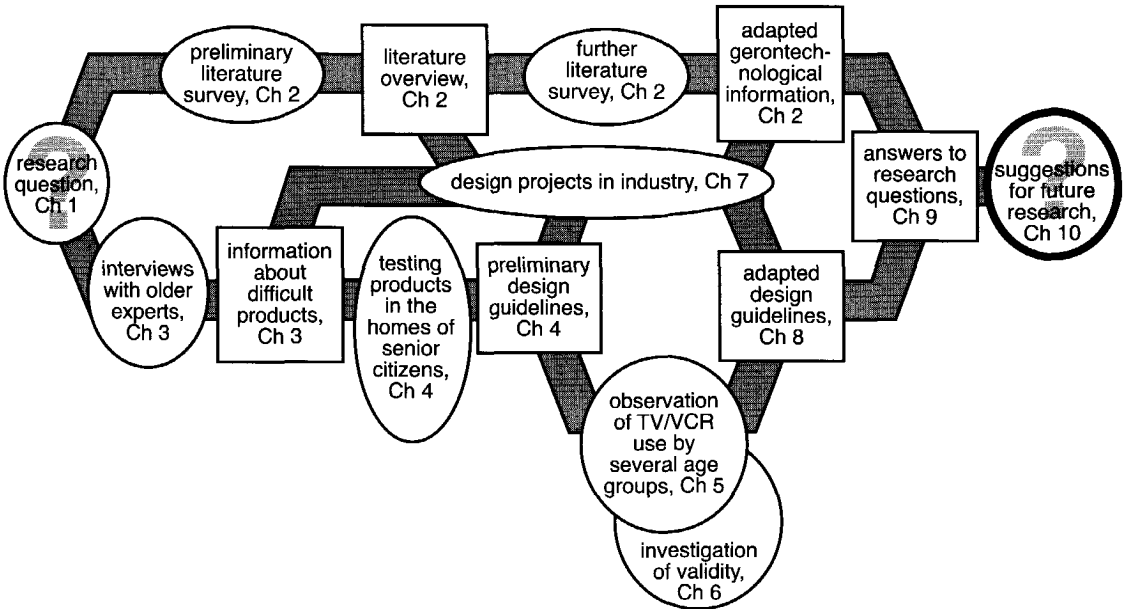 preliminary
literature
survey, Ch 2
literature
overview,
Ch 2
further
literature
survey, Ch 2
adapted
gerontech-
nological
information,
Ch 2
?
research
question,
Ch 1
design projects in industry, Ch 7
answers to
research
questions,
Ch 9
?
suggestions
for future
research,
Ch 10
interviews
with older
experts,
Ch 3
information
about
difficult
products,
Ch 3
testing
products
in the
homes of
senior
citizens,
Ch 4
preliminary
design
guidelines,
Ch 4
adapted
design
guidelines,
Ch 8
observation
of TV/VCR
use by
several age
groups, Ch 5
investigation
of validity,
Ch 6